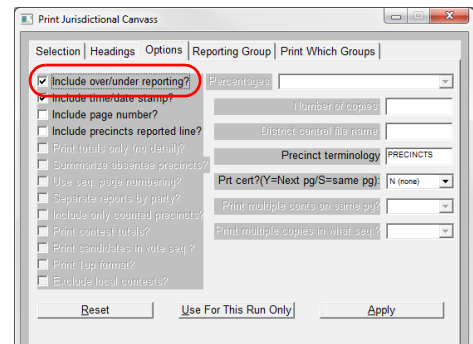 Print Jurisdictional Canvass
Selection Headings Options Reporting Group Print Which Groups
Include over/under reporting? Percentages:
Include time/date stamp? Number of copies
Include page number? District control file name
Include precincts reported line? Precinct terminology PRECINCTS
Print totals only (no detail)?
Summarize absentee precincts?
Use seq. page numbering? Prt cert?(Y=Next pg/S=same pg): N (none)
Separate reports by party? Print multiple conts on same pg?
Include only counted precincts?
Print contest totals? Print multiple copies in what seq.?
Print candidates in vote seq.?
Print 1up format?
Exclude local contests?
Reset Use For This Run Only Apply